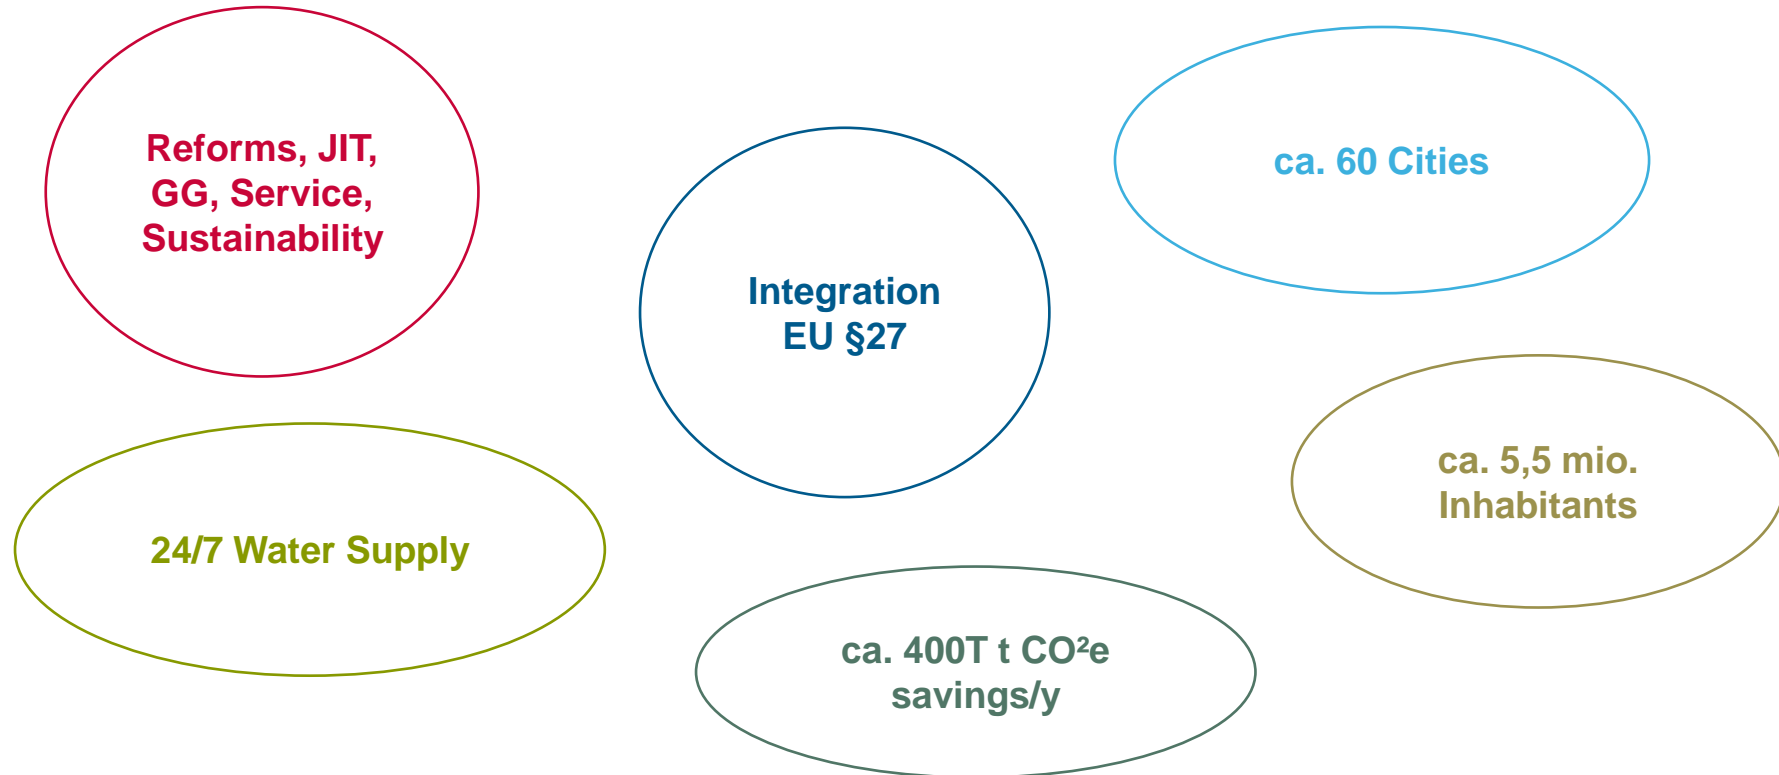 Reforms, JIT,
GG, Service,
Sustainability
ca. 60 Cities
Integration
EU §27
24/7 Water Supply
ca. 5,5 mio.
Inhabitants
ca. 400T t CO²e
savings/y